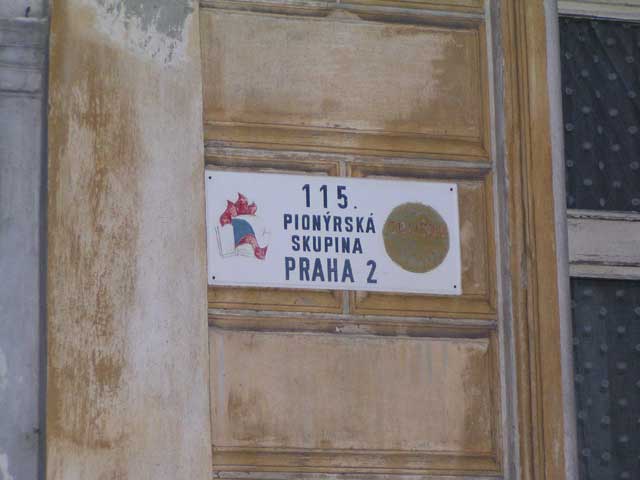 115.
PIONÝRSKÁ
SKUPINA
PRAHA 2